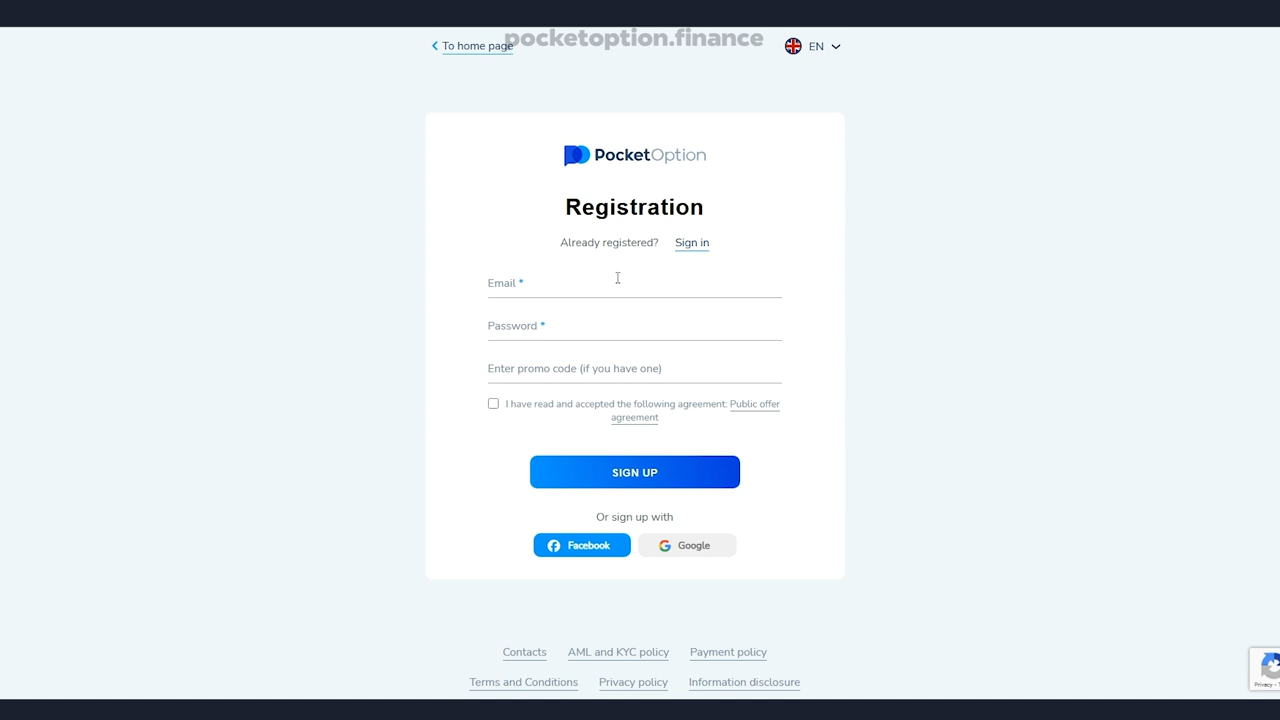 pocketoption.finance
To home page
EN
PocketOption
Registration
Already registered? Sign in
Email *
Password *
Enter promo code (if you have one)
I have read and accepted the following agreement: Public offer
agreement
SIGN UP
Or sign up with
Facebook
Google
Contacts
AML and KYC policy
Payment policy
Terms and Conditions
Privacy policy
Information disclosure